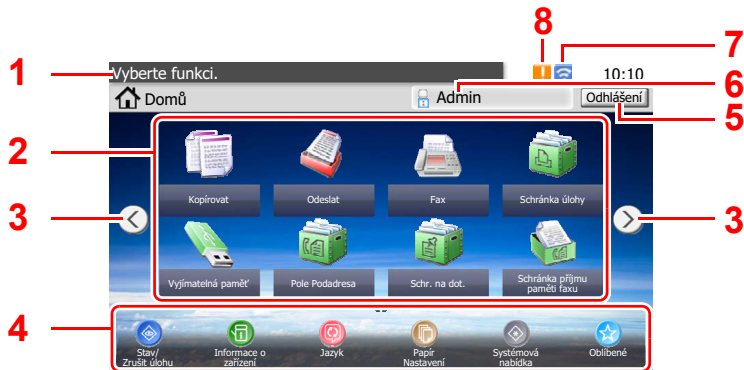 8
7
1 Vyberte funkci. 10:10
6
Domů Admin Odhlášení
5
2
Kopírovat Odeslat Fax Schránka úlohy
3 3
Vyjímatelná paměť Pole Podadresa Schr. na dot. Schránka příjmu
paměti faxu
4
Stav/ Informace o Jazyk Papír Systémová Oblíbené
Zrušit úlohu zařízení Nastavení nabídka